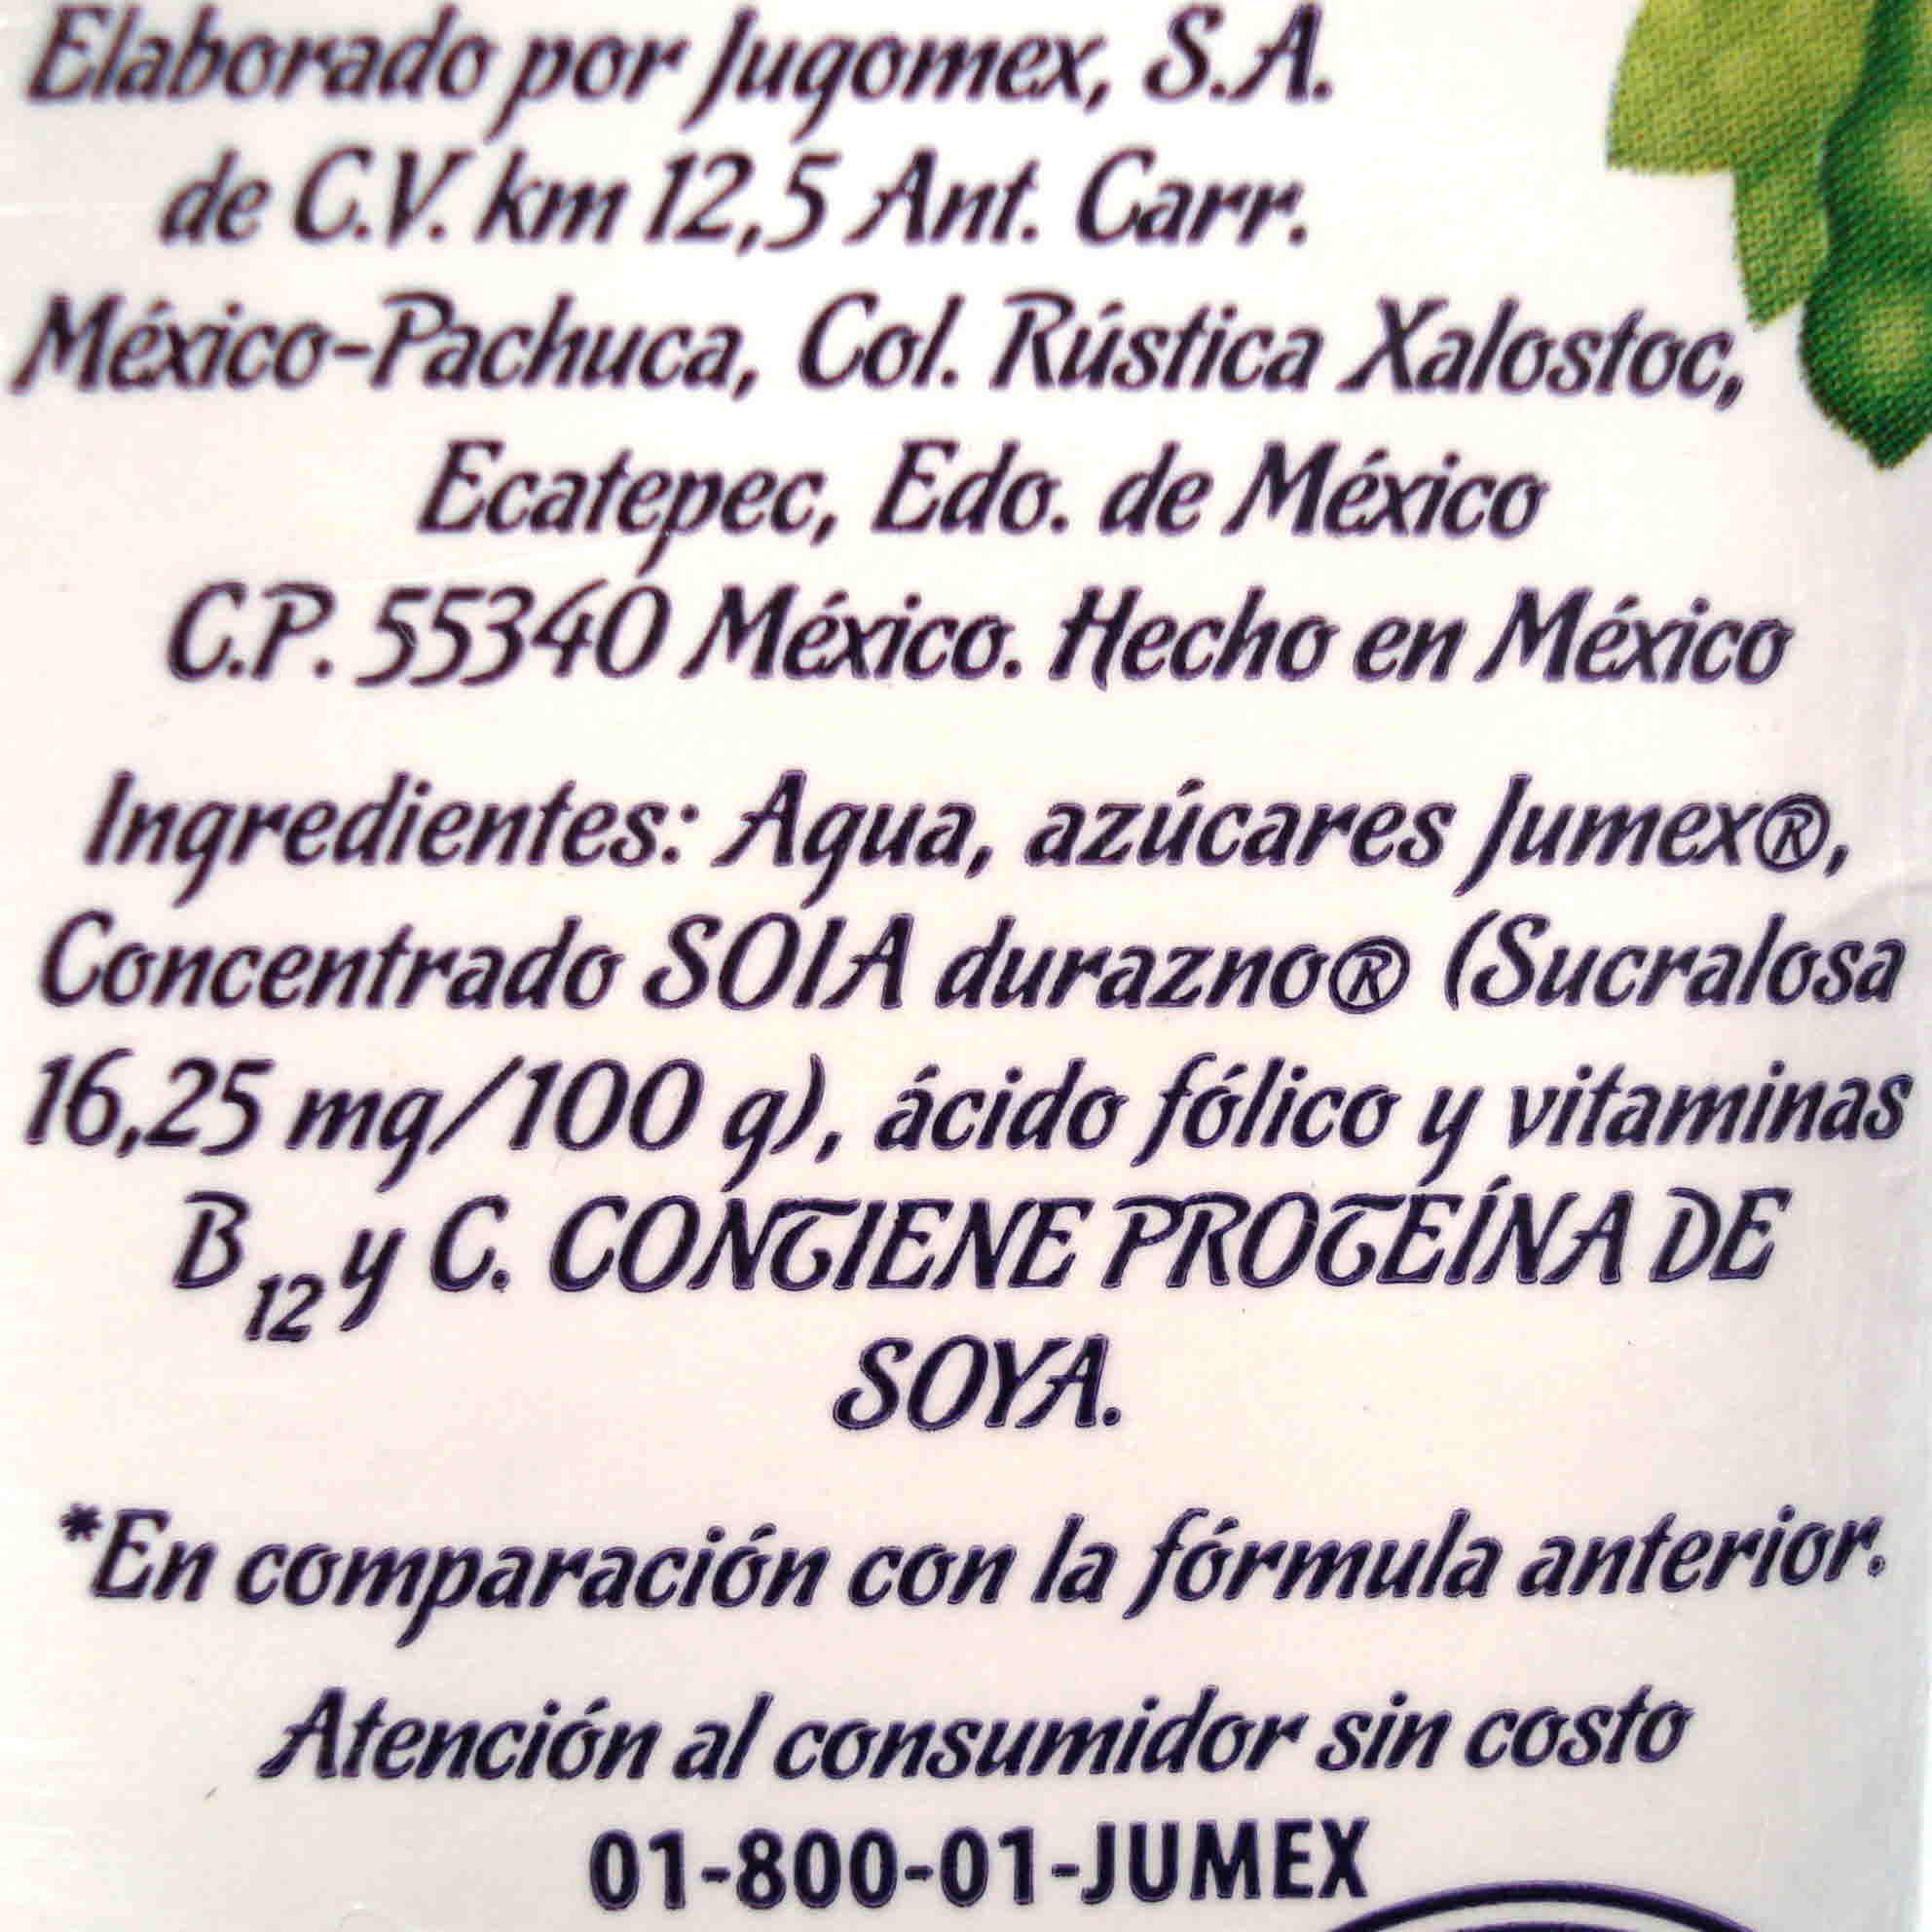 Elaborado por Jugomex, S.A.
de C.V. km 12,5 Ant. Carr.
México-Pachuca, Col. Rústica Xalostoc,
Ecatepec, Edo. de México
C.P. 55340 México. Hecho en México
Ingredientes: Agua, azúcares Jumex®,
Concentrado SOIA durazno® (Sucralosa
16,25 mg/100 g), ácido fólico y vitaminas
B12 y C. CONTIENE PROTEÍNA DE
SOYA.
*En comparación con la fórmula anterior.
Atención al consumidor sin costo
01-800-01-JUMEX